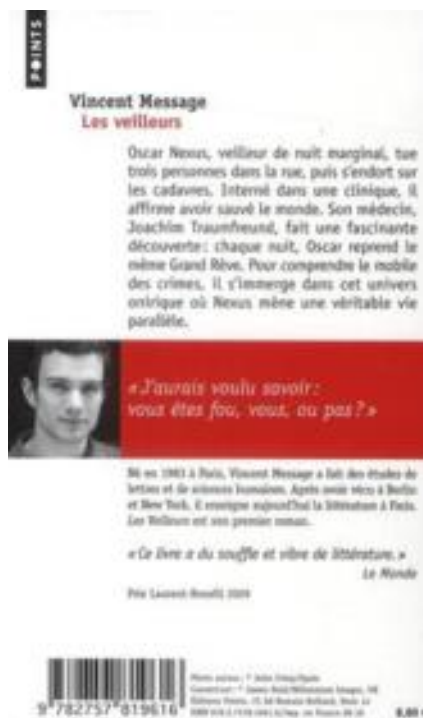 POINTS
Vincent Message
Les veilleurs
Oscar Nexus, veilleur de nuit marginal, tue
trois personnes dans la rue, puis s'endort sur
les cadavres. Interné dans une clinique, il
affirme avoir sauvé le monde. Son médecin,
Joachim Traumfreund, fait une fascinante
découverte : chaque nuit, Oscar reprend le
même Grand Rêve. Pour comprendre le mobile
des crimes, il s'immerge dans cet univers
onirique où Nexus mène une véritable vie
parallèle.
« J'aurais voulu savoir :
vous êtes fou, vous, ou pas ? »
Né en 1983 à Paris, Vincent Message a fait des études de
lettres et de sciences humaines. Après avoir vécu à Berlin
et New York, il enseigne aujourd'hui la littérature à Paris.
Les Veilleurs est son premier roman.
« Ce livre a du souffle et vibre de littérature. »
Le Monde
Prix Laurent-Bonelli 2009
9 782757 819616